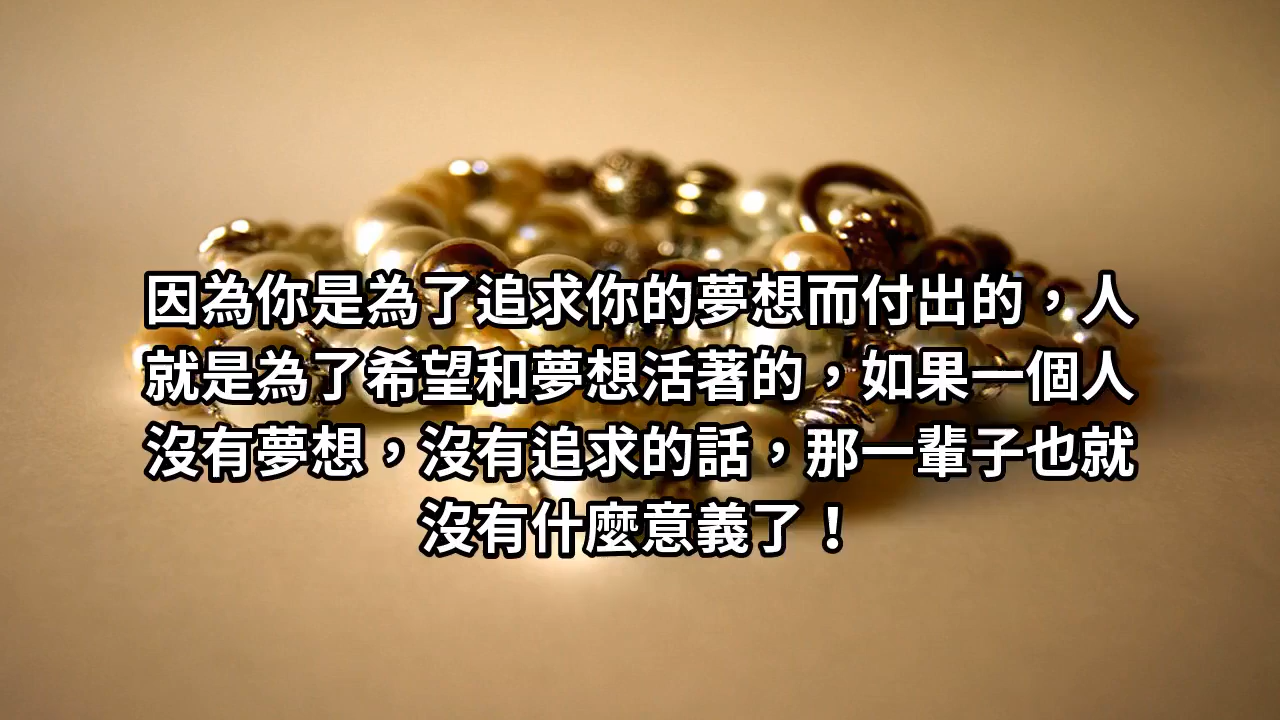 因為你是為了追求你的夢想而付出的，人
就是為了希望和夢想活著的，如果一個人
沒有夢想，沒有追求的話，那一輩子也就
沒有什麼意義了！